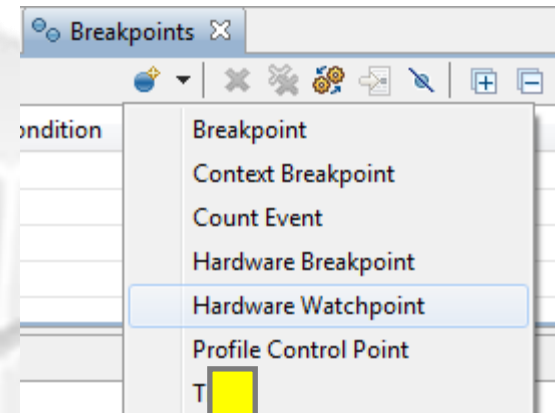 Breakpoints
ondition
Breakpoint
Context Breakpoint
Count Event
Hardware Breakpoint
Hardware Watchpoint
Profile Control Point
T